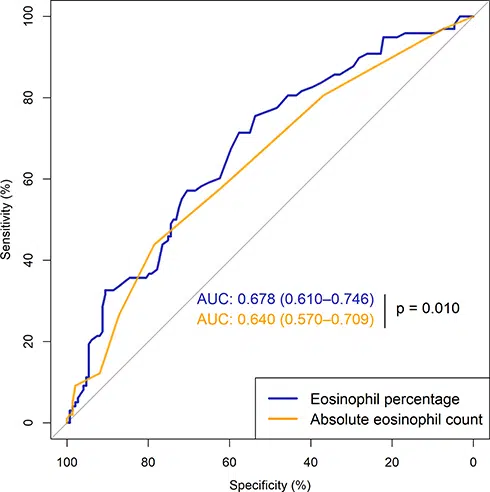 100
80
60
40
20
0
Sensitivity (%)
AUC: 0.678 (0.610–0.746)
AUC: 0.640 (0.570–0.709)
p = 0.010
Eosinophil percentage
Absolute eosinophil count
100 80 60 40 20 0
Specificity (%)